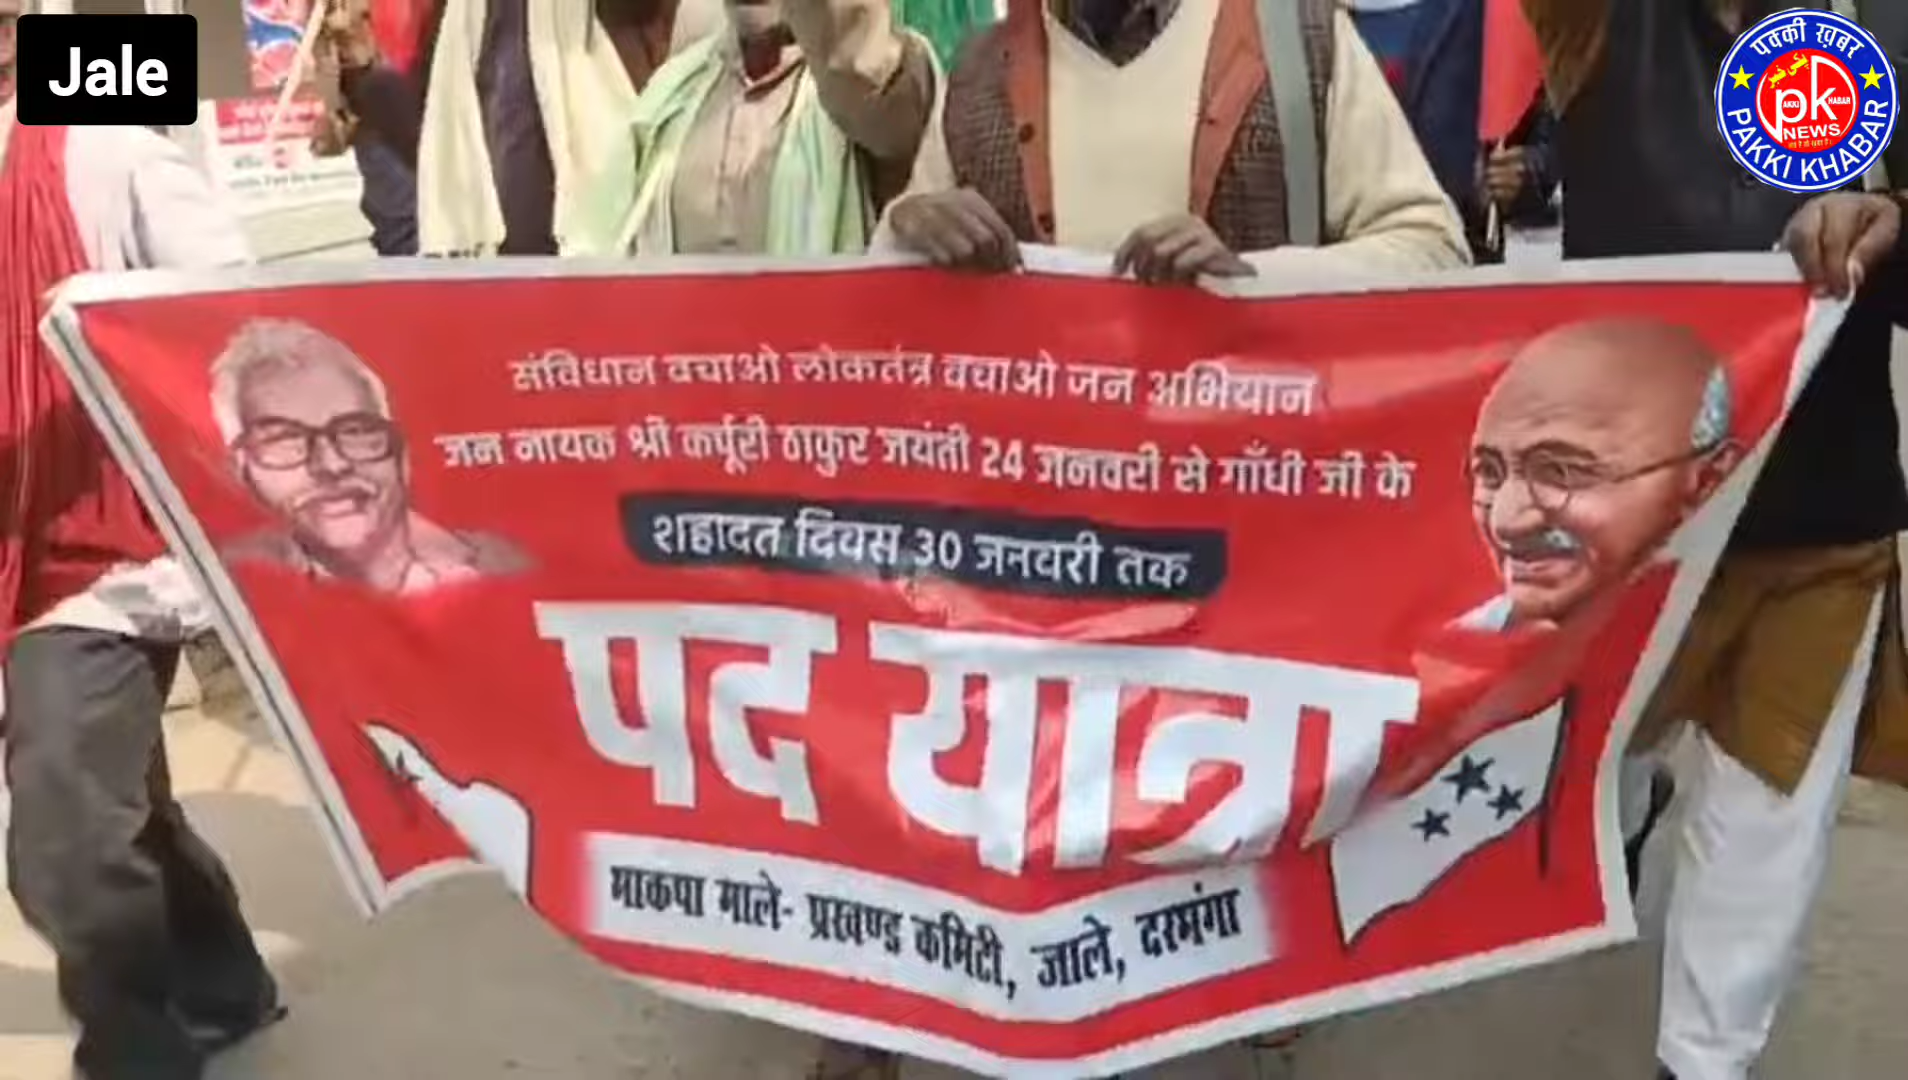 Jale
पक्की ख़बर
PAKKI KHABAR
NEWS
संविधान बचाओ लोकतंत्र बचाओ जन अभियान
जन नायक श्री कर्पूरी ठाकुर जयंती 24 जनवरी से गाँधी जी के
शहादत दिवस 30 जनवरी तक
पद यात्रा
भाकपा माले- प्रखण्ड कमिटी, जाले, दरभंगा